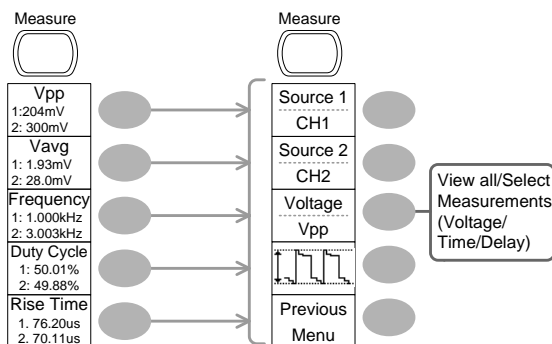 Measure
Vpp
1:204mV
2: 300mV
Vavg
1: 1.93mV
2: 28.0mV
Frequency
1: 1.000kHz
2: 3.003kHz
Duty Cycle
1: 50.01%
2: 49.88%
Rise Time
1. 76.20us
2. 70.11us
Measure
Source 1
CH1
Source 2
CH2
Voltage
Vpp
Previous
Menu
View all/Select
Measurements
(Voltage/
Time/Delay)